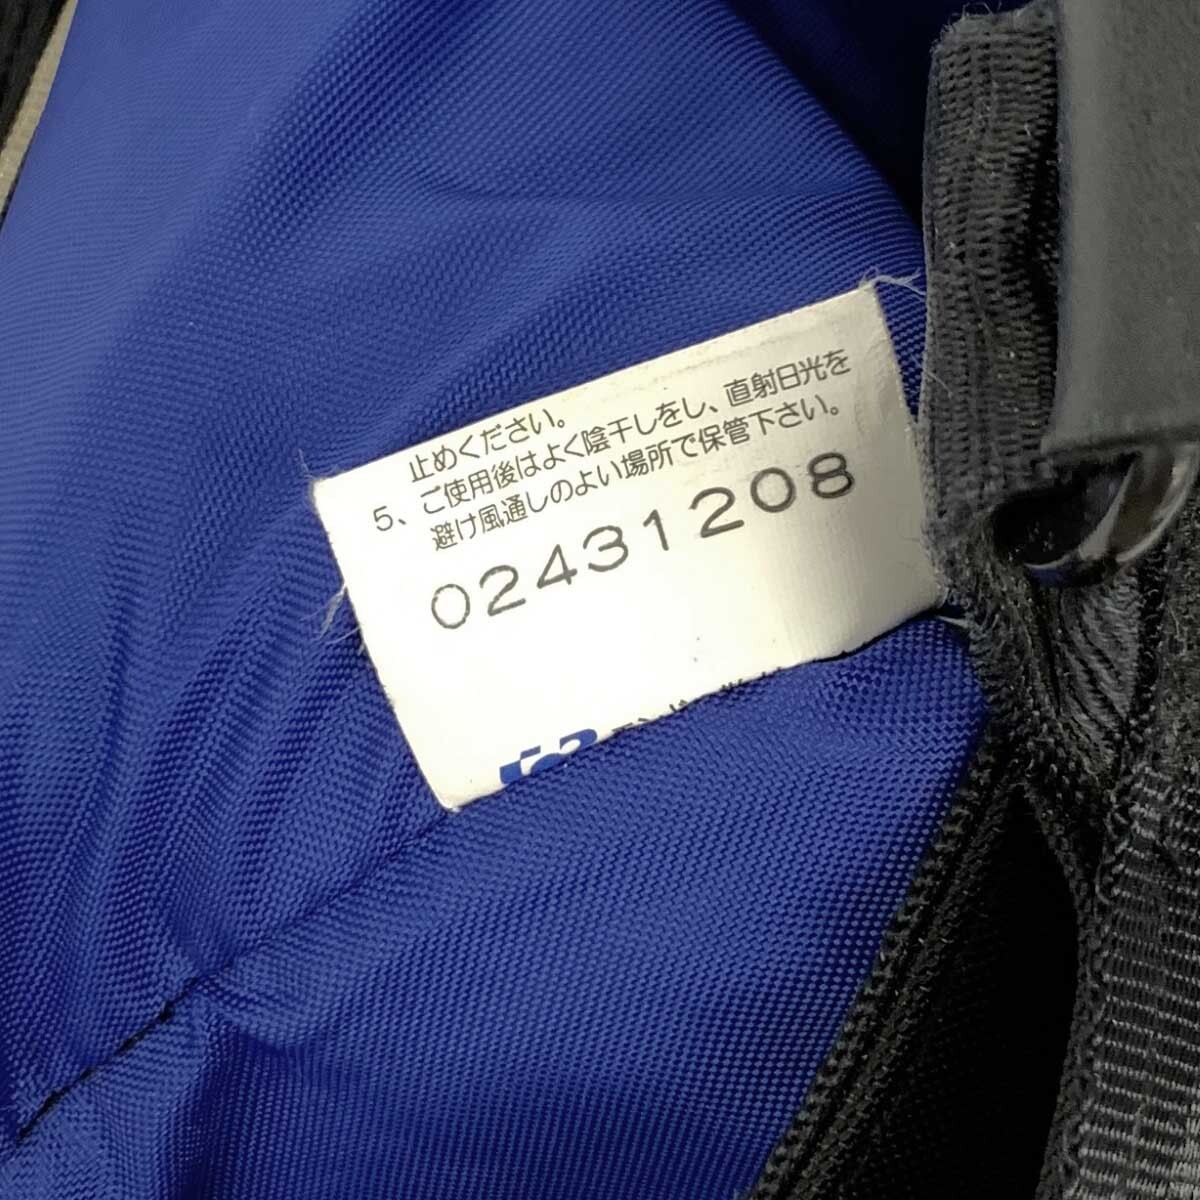 止めください。
5、ご使用後はよく陰干しをし、直射日光を
避け風通しのよい場所で保管下さい。
02431208